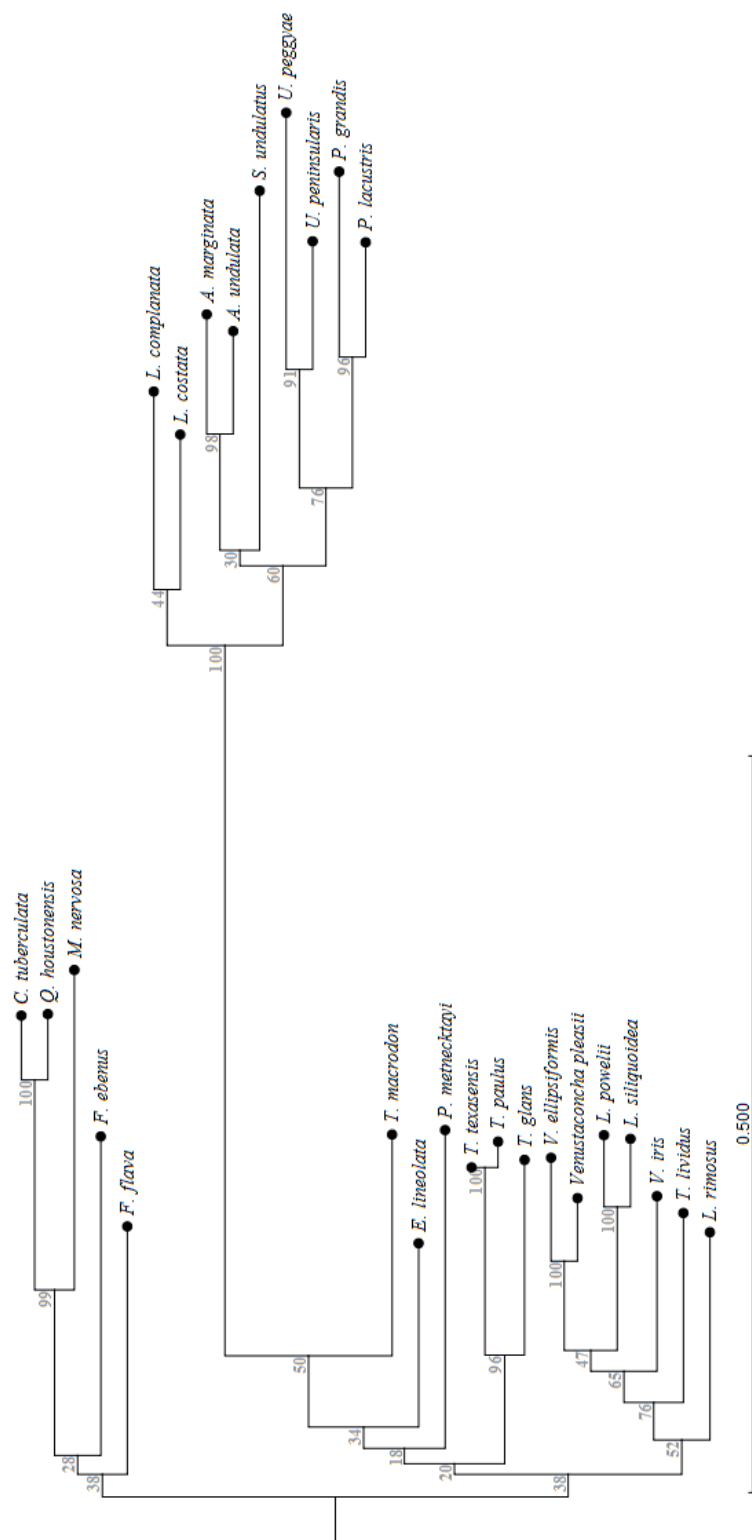 C. tuberculata
100
Q. houstonensis
99
M. nervosa
28
F. ebenus
38
F. flava
L. complanata
44
L. costata
100
A. marginata
98
A. undulata
30
S. undulatus
60
U. peggyae
91
U. peninsularis
76
P. grandis
96
P. lacustris
50
T. macrodon
34
E. lineolata
18
P. metnecktayi
20
T. texasensis
100
T. paulus
96
T. glans
38
V. ellipsiformis
100
Venustaconcha pleasii
47
L. powelii
100
L. siliquoidea
65
V. iris
76
T. lividus
52
L. rimosus
0.500